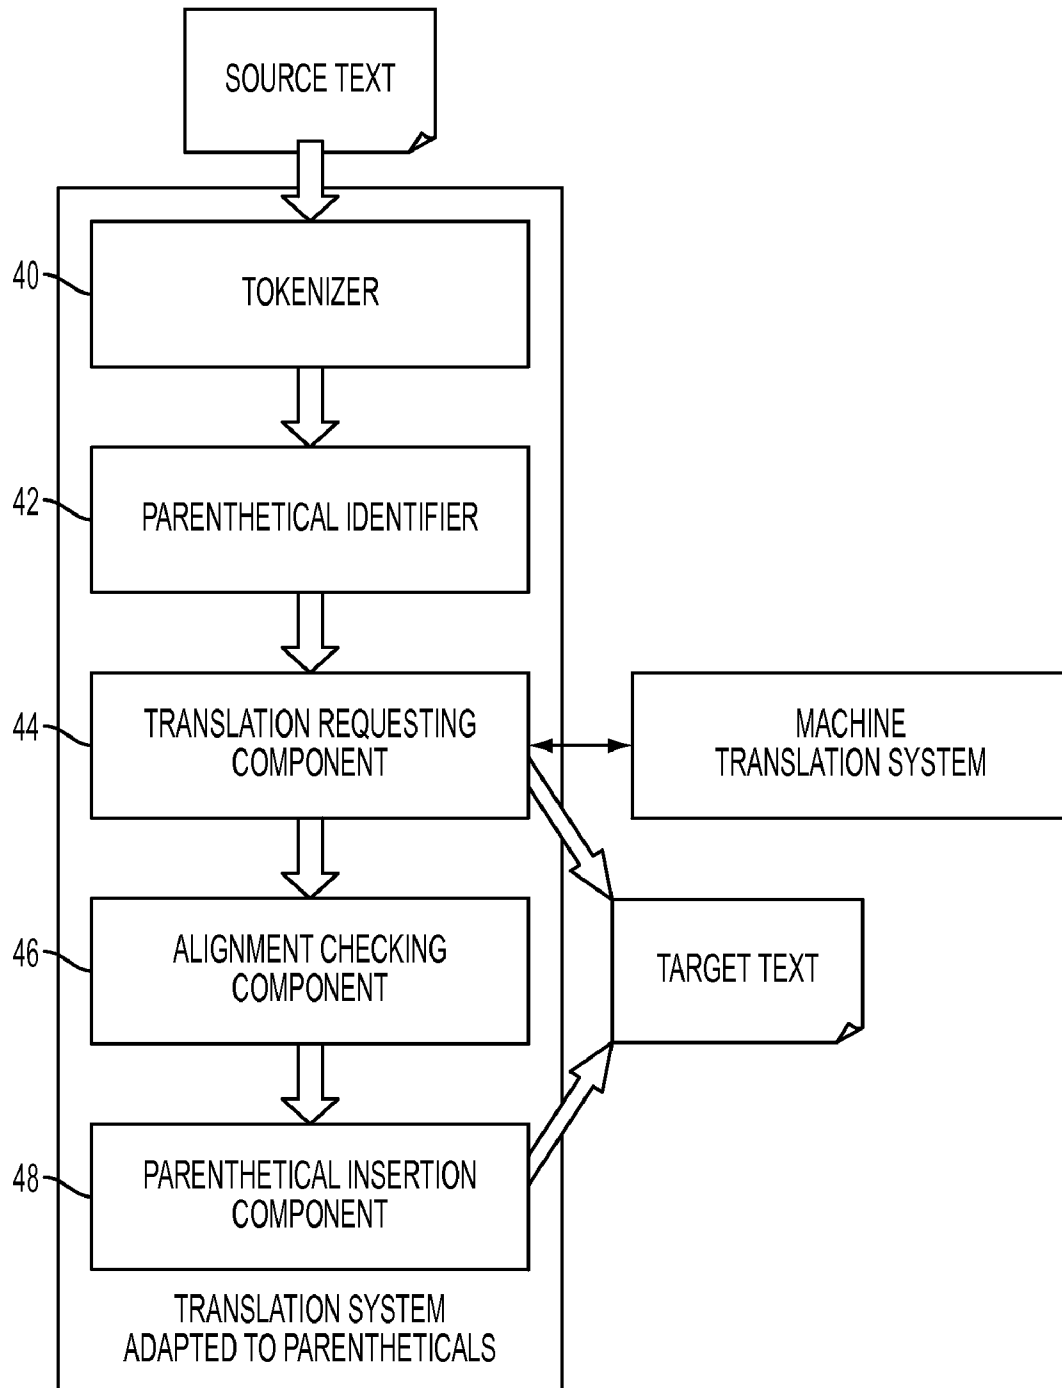 SOURCE TEXT
40
TOKENIZER
42
PARENTHETICAL IDENTIFIER
44
TRANSLATION REQUESTING
COMPONENT
MACHINE
TRANSLATION SYSTEM
46
ALIGNMENT CHECKING
COMPONENT
TARGET TEXT
48
PARENTHETICAL INSERTION
COMPONENT
TRANSLATION SYSTEM
ADAPTED TO PARENTHETICALS